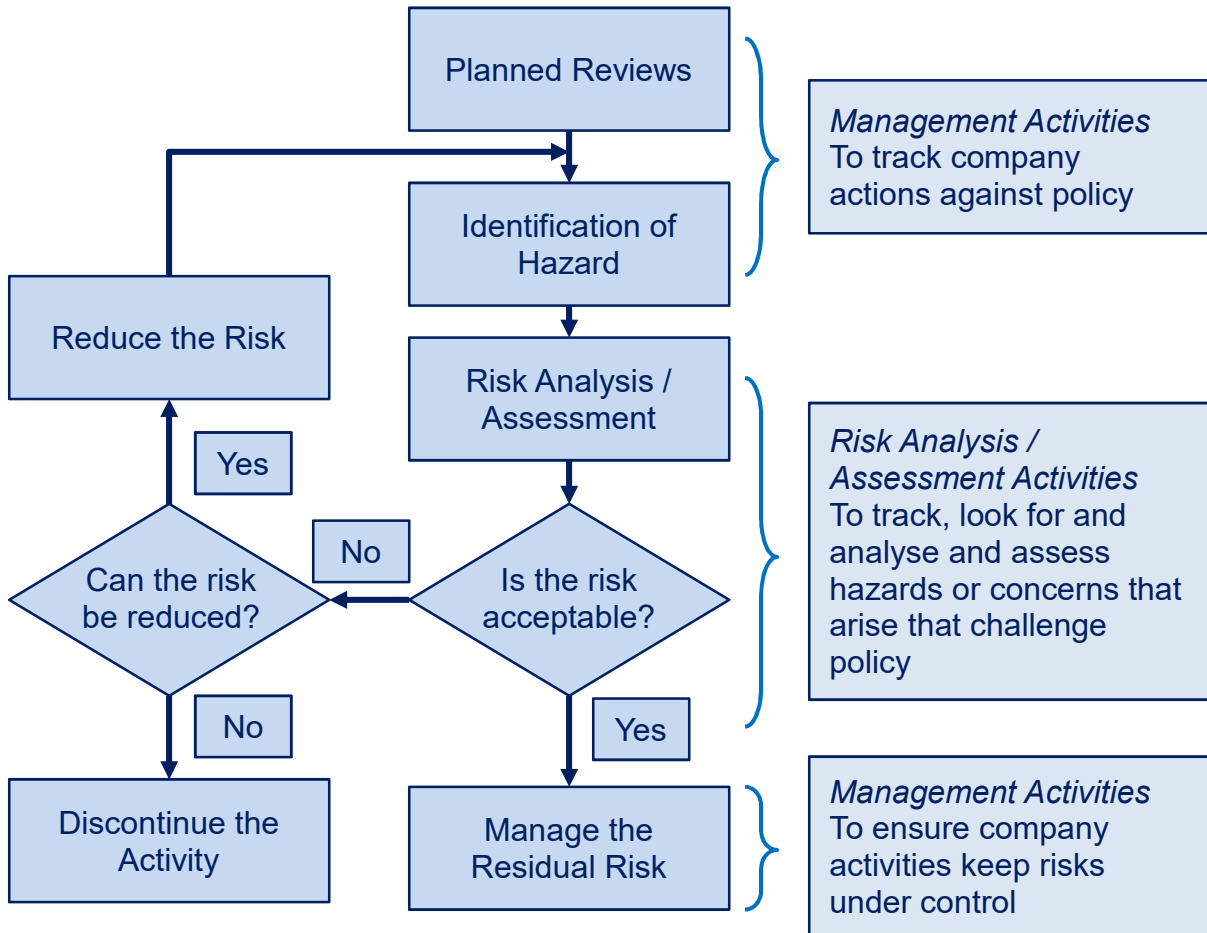 Planned Reviews
Management Activities
To track company
actions against policy
Identification of
Hazard
Reduce the Risk
Risk Analysis /
Assessment
Risk Analysis /
Assessment Activities
To track, look for and
analyse and assess
hazards or concerns that
arise that challenge
policy
Yes
No
Can the risk
be reduced?
Is the risk
acceptable?
No
Yes
Discontinue the
Activity
Manage the
Residual Risk
Management Activities
To ensure company
activities keep risks
under control